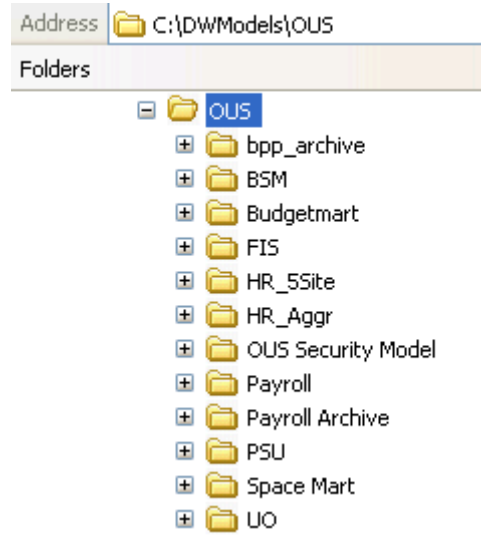 Address C:\DWModels\OUS
Folders
OUS
bpp_archive
BSM
Budgetmart
FIS
HR_5Site
HR_Aggr
OUS Security Model
Payroll
Payroll Archive
PSU
Space Mart
UO